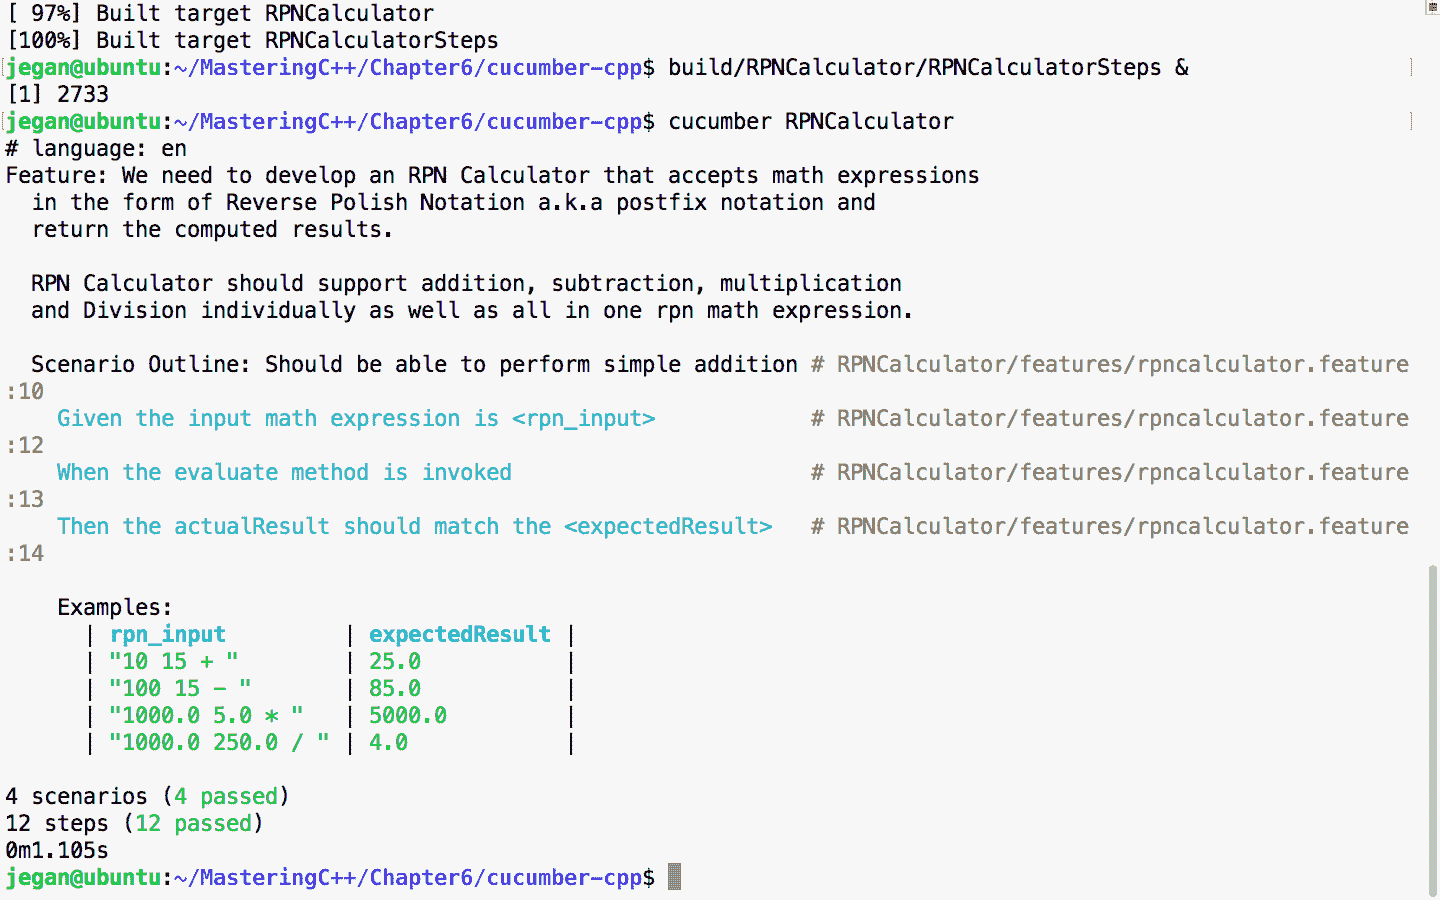 [ 97%] Built target RPNCalculator
[100%] Built target RPNCalculatorSteps
jegan@ubuntu:~/MasteringC++/Chapter6/cucumber-cpp$ build/RPNCalculator/RPNCalculatorSteps &
[1] 2733
jegan@ubuntu:~/MasteringC++/Chapter6/cucumber-cpp$ cucumber RPNCalculator
# language: en
Feature: We need to develop an RPN Calculator that accepts math expressions
  in the form of Reverse Polish Notation a.k.a postfix notation and
  return the computed results.

  RPN Calculator should support addition, subtraction, multiplication
  and Division individually as well as all in one rpn math expression.

  Scenario Outline: Should be able to perform simple addition # RPNCalculator/features/rpncalculator.feature
:10
    Given the input math expression is <rpn_input>            # RPNCalculator/features/rpncalculator.feature
:12
    When the evaluate method is invoked                       # RPNCalculator/features/rpncalculator.feature
:13
    Then the actualResult should match the <expectedResult>   # RPNCalculator/features/rpncalculator.feature
:14

    Examples:
      | rpn_input         | expectedResult |
      | "10 15 + "        | 25.0           |
      | "100 15 - "       | 85.0           |
      | "1000.0 5.0 * "   | 5000.0         |
      | "1000.0 250.0 / " | 4.0            |

4 scenarios (4 passed)
12 steps (12 passed)
0m1.105s
jegan@ubuntu:~/MasteringC++/Chapter6/cucumber-cpp$